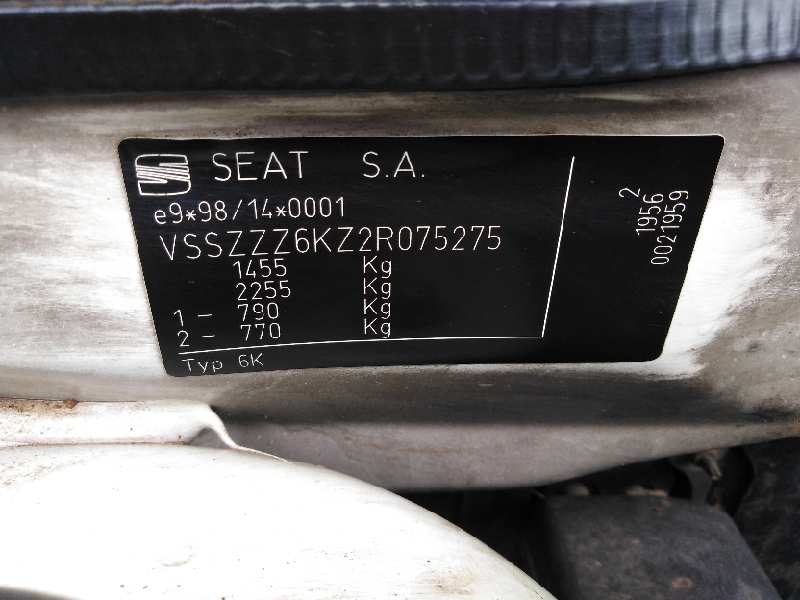 SEAT S.A.
e9*98/14*0001
VSSZZZ6KZ2R075275
1455 Kg
2255 Kg
1 - 790 Kg
2 - 770 Kg
Typ 6K
2
1956
0021959